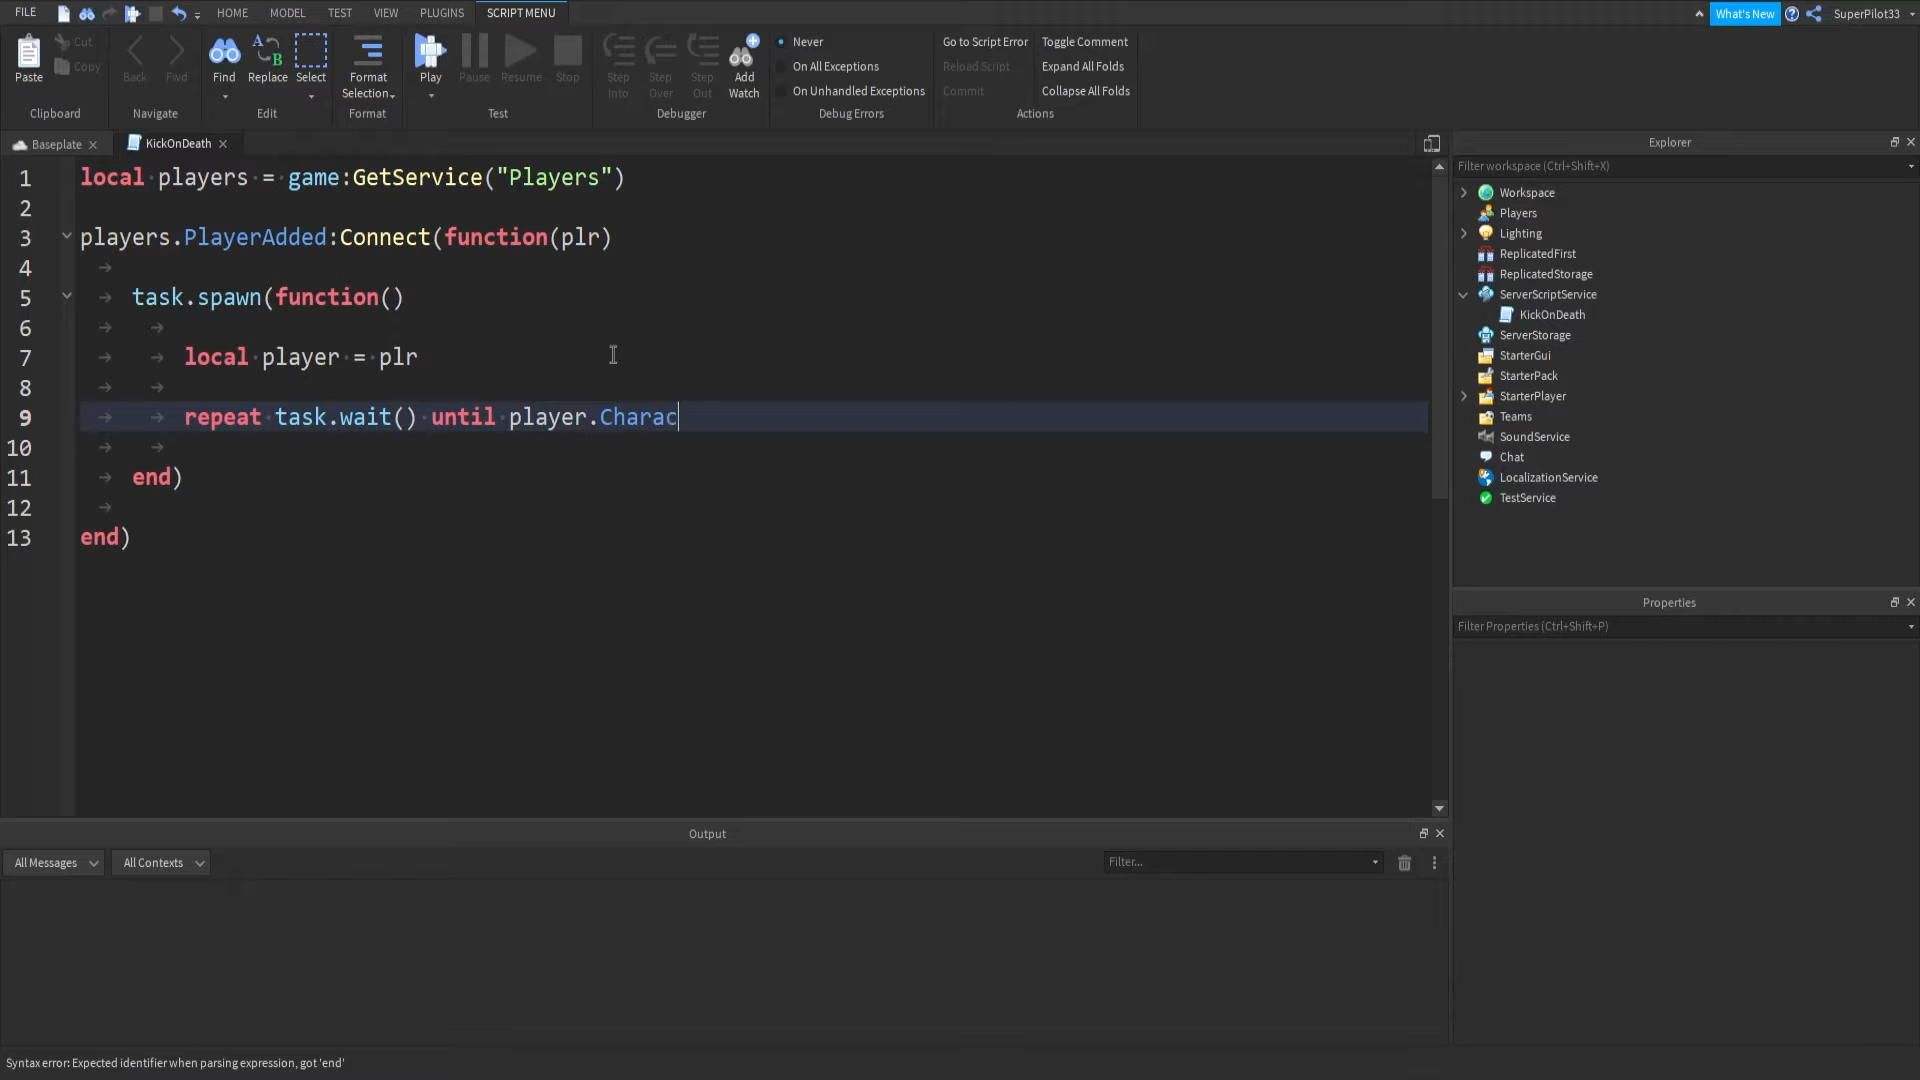 FILE HOME MODEL TEST VIEW PLUGINS SCRIPT MENU What's New SuperPilot33
Paste Cut Copy Back Fwd Find Replace Select Format Selection Play Pause Resume Stop Step Into Step Over Step Out Add Watch
Never
On All Exceptions
On Unhandled Exceptions
Go to Script Error
Reload Script
Commit
Toggle Comment
Expand All Folds
Collapse All Folds
Clipboard Navigate Edit Format Test Debugger Debug Errors Actions
Baseplate KickOnDeath
1 local players = game:GetService("Players")
2
3 players.PlayerAdded:Connect(function(plr)
4
5 task.spawn(function()
6
7 local player = plr
8
9 repeat task.wait() until player.Charac
10
11 end)
12
13 end)
Explorer
Filter workspace (Ctrl+Shift+X)
Workspace
Players
Lighting
ReplicatedFirst
ReplicatedStorage
ServerScriptService
KickOnDeath
ServerStorage
StarterGui
StarterPack
StarterPlayer
Teams
SoundService
Chat
LocalizationService
TestService
Properties
Filter Properties (Ctrl+Shift+P)
Output
All Messages All Contexts Filter...
Syntax error: Expected identifier when parsing expression, got 'end'